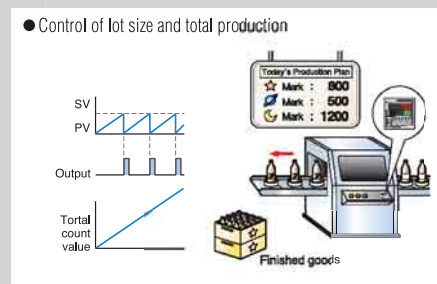 ● Control of lot size and total production
Today's Production Plan
☆ Mark : 800
Mark : 500
Mark : 1200
SV
PV
Output
Tortal
count
value
Finished goods